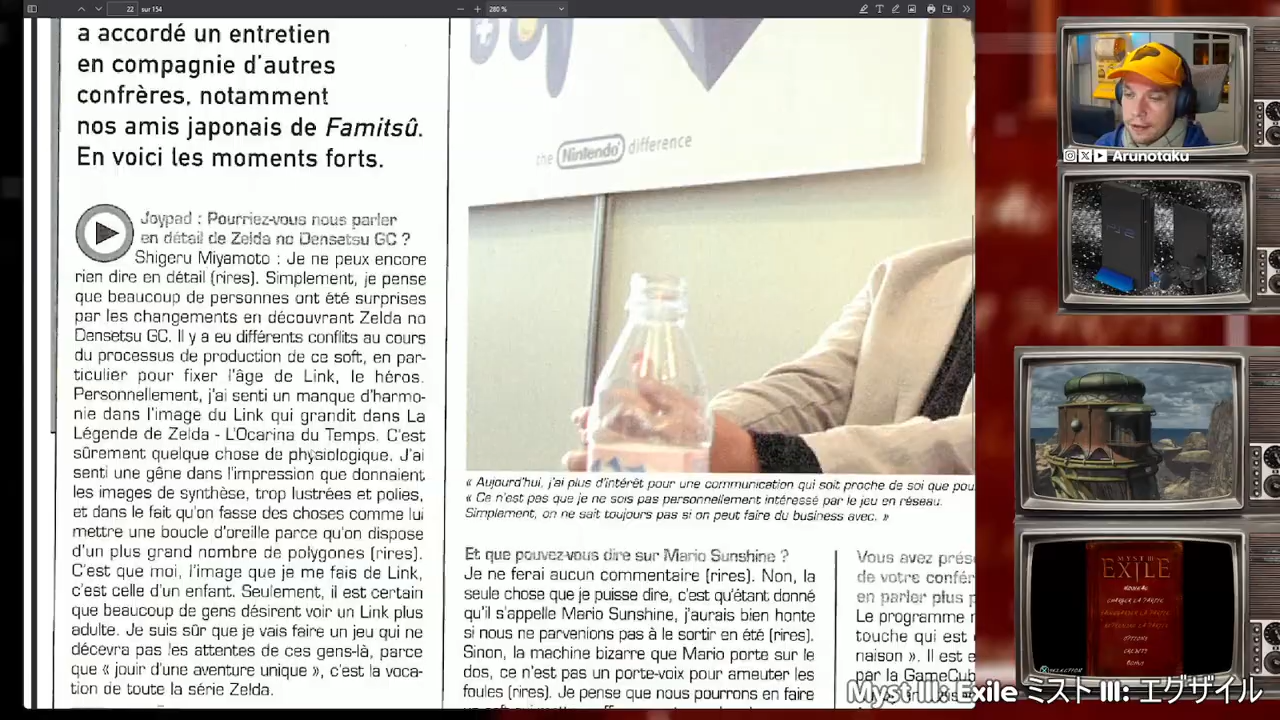 22 sur 154
280 %
a accordé un entretien
en compagnie d'autres
confrères, notamment
nos amis japonais de Famitsû.
En voici les moments forts.
Joypad : Pourriez-vous nous parler
en détail de Zelda no Densetsu GC ?
Shigeru Miyamoto : Je ne peux encore
rien dire en détail (rires). Simplement, je pense
que beaucoup de personnes ont été surprises
par les changements en découvrant Zelda no
Densetsu GC. Il y a eu différents conflits au cours
du processus de production de ce soft, en par-
ticulier pour fixer l'âge de Link, le héros.
Personnellement, j'ai senti un manque d'harmo-
nie dans l'image du Link qui grandit dans La
Légende de Zelda - L'Ocarina du Temps. C'est
sûrement quelque chose de physiologique. J'ai
senti une gêne dans l'impression que donnaient
les images de synthèse, trop lustrées et polies,
et dans le fait qu'on fasse des choses comme lui
mettre une boucle d'oreille parce qu'on dispose
d'un plus grand nombre de polygones (rires).
C'est que moi, l'image que je me fais de Link,
c'est celle d'un enfant. Seulement, il est certain
que beaucoup de gens désirent voir un Link plus
adulte. Je suis sûr que je vais faire un jeu qui ne
décevra pas les attentes de ces gens-là, parce
que « jouir d'une aventure unique », c'est la voca-
tion de toute la série Zelda.
the Nintendo difference
« Aujourd'hui, j'ai plus d'intérêt pour une communication qui soit proche de soi que pou
« Ce n'est pas que je ne sois pas personnellement intéressé par le jeu en réseau.
Simplement, on ne sait toujours pas si on peut faire du business avec. »
Et que pouvez-vous dire sur Mario Sunshine ?
Je ne ferai aucun commentaire (rires). Non, la
seule chose que je puisse dire, c'est qu'étant donné
qu'il s'appelle Mario Sunshine, j'aurais bien honte
si nous ne parvenions pas à le sortir en été (rires).
Sinon, la machine bizarre que Mario porte sur le
dos, ce n'est pas un porte-voix pour ameuter les
foules (rires). Je pense que nous pourrons en faire
Vous avez prés
de votre confér
en parler plus p
Le programme r
touche qui est
naison ». Il est e
par la GameCub
Arunotaku
MYST III
EXILE
CHARGER LA PARTIE
OPTIONS
CREDITS
BONUS
SELECTION
Myst III: Exile ミスト III: エグザイル